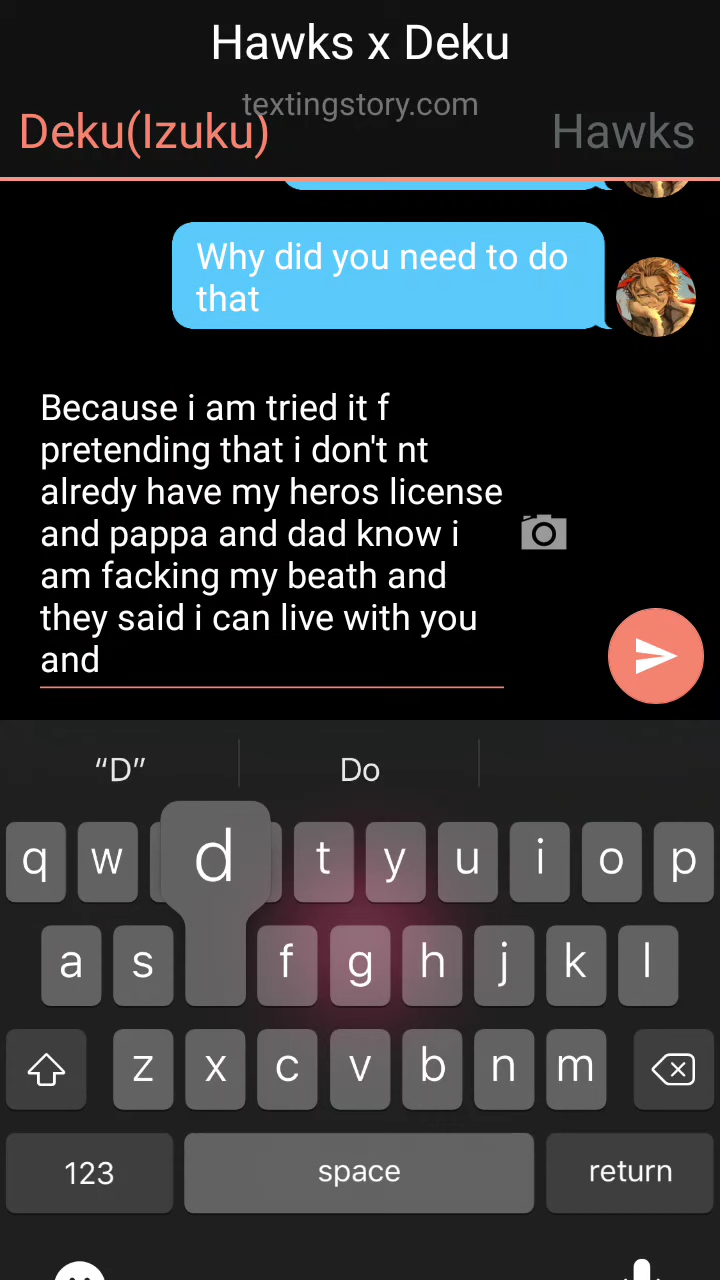 Hawks x Deku
textingstory.com
Deku(Izuku)
Hawks
Why did you need to do
that
Because i am tried it f
pretending that i don't nt
alredy have my heros license
and pappa and dad know i
am facking my beath and
they said i can live with you
and
“D”
Do
q w d t y u i o p
a s f g h j k l
z x c v b n m
123 space return